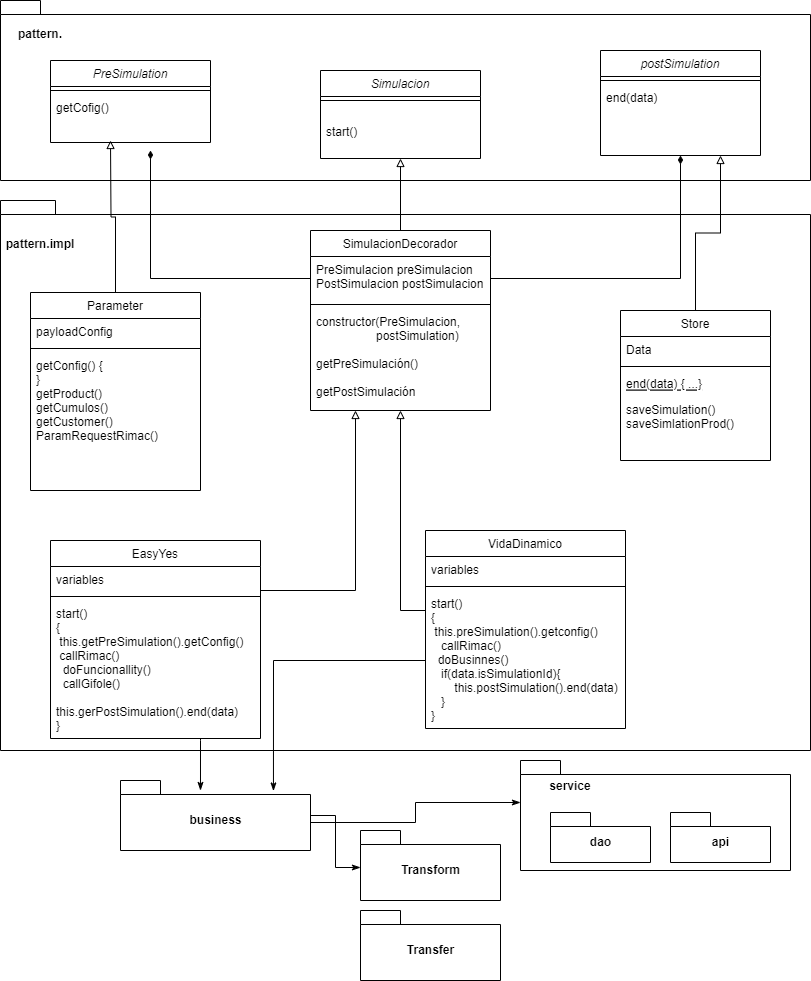 pattern.
PreSimulation
getCofig()
Simulacion
start()
postSimulation
end(data)
pattern.impl
SimulacionDecorador
PreSimulacion preSimulacion
PostSimulacion postSimulacion
constructor(PreSimulacion,
postSimulation)
getPreSimulación()
getPostSimulación
Parameter
payloadConfig
getConfig() {
}
getProduct()
getCumulos()
getCustomer()
ParamRequestRimac()
Store
Data
end(data) { ...}
saveSimulation()
saveSimlationProd()
EasyYes
variables
start()
{
this.getPreSimulation().getConfig()
callRimac()
doFuncionallity()
callGifole()
this.gerPostSimulation().end(data)
}
VidaDinamico
variables
start()
{
this.preSimulation().getconfig()
callRimac()
doBusinnes()
if(data.isSimulationId){
this.postSimulation().end(data)
}
}
business
service
dao
api
Transform
Transfer